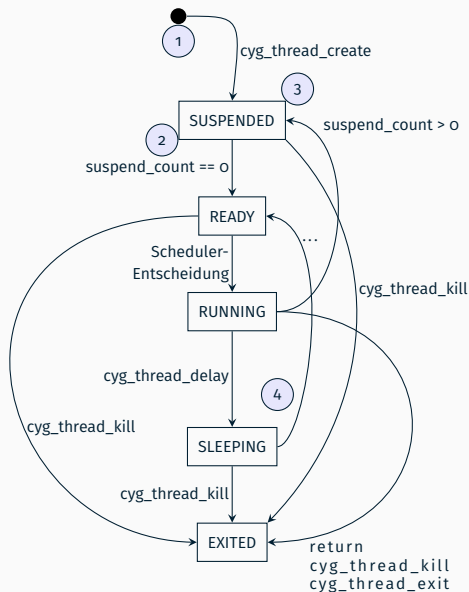 1
cyg_thread_create
3
SUSPENDED
suspend_count > 0
2
suspend_count == 0
READY
...
Scheduler-
Entscheidung
cyg_thread_kill
RUNNING
cyg_thread_delay
4
cyg_thread_kill
SLEEPING
cyg_thread_kill
EXITED
return
cyg_thread_kill
cyg_thread_exit